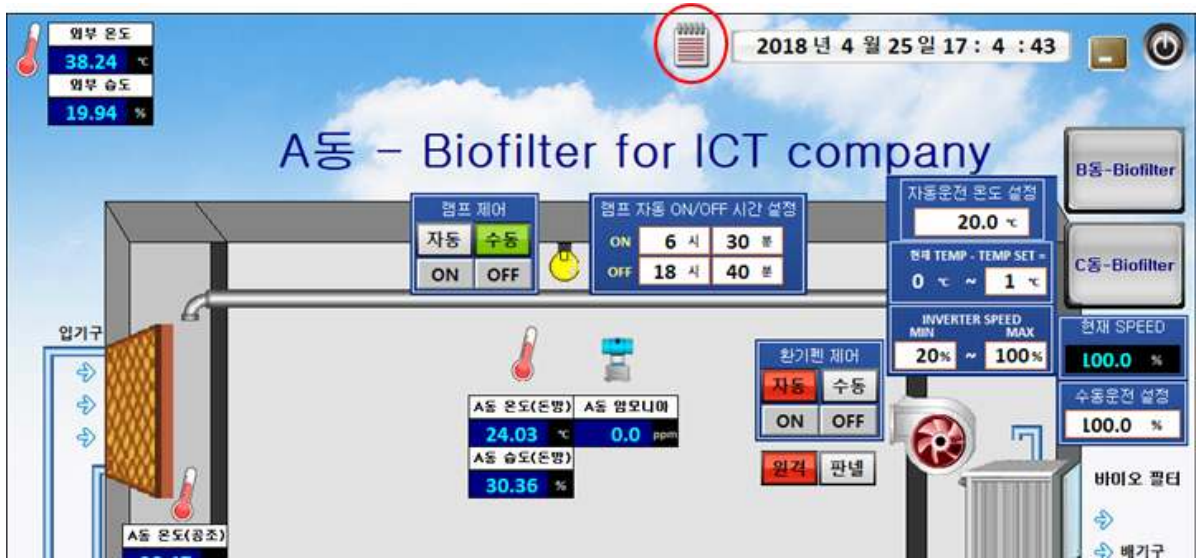 외부 온도
38.24 ℃
외부 습도
19.94 %
2018 년 4 월 25 일 17 : 4 : 43
A동 - Biofilter for ICT company
B동-Biofilter
C동-Biofilter
램프 제어
자동 수동
ON OFF
램프 자동 ON/OFF 시간 설정
ON 6 시 30 분
OFF 18 시 40 분
자동운전 온도 설정
20.0 ℃
현재 TEMP - TEMP SET =
0 ℃ ~ 1 ℃
INVERTER SPEED
MIN MAX
20% ~ 100%
현재 SPEED
100.0 %
수동운전 설정
100.0 %
입기구
환기펜 제어
자동 수동
ON OFF
원격 판넬
A동 온도(돈방)
24.03 ℃
A동 암모니아
0.0 ppm
A동 습도(돈방)
30.36 %
A동 온도(공조)
바이오 필터
배기구